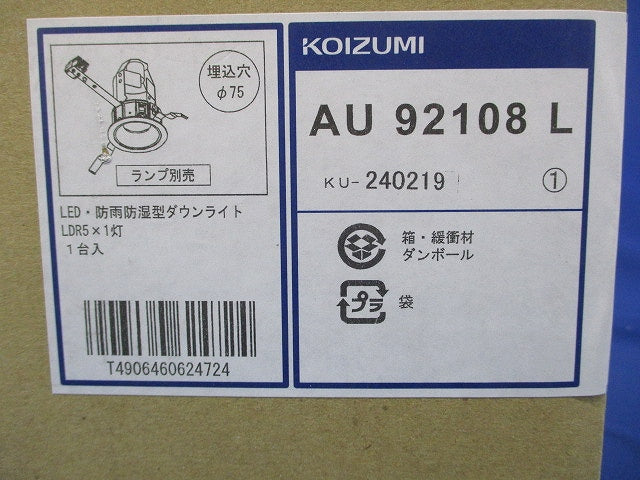 埋込穴
φ75
ランプ別売
LED・防雨防湿型ダウンライト
LDR5×1灯
1台入
T4906460624724
KOIZUMI
AU 92108 L
KU-240219
①
箱・緩衝材
ダンボール
プラ
袋